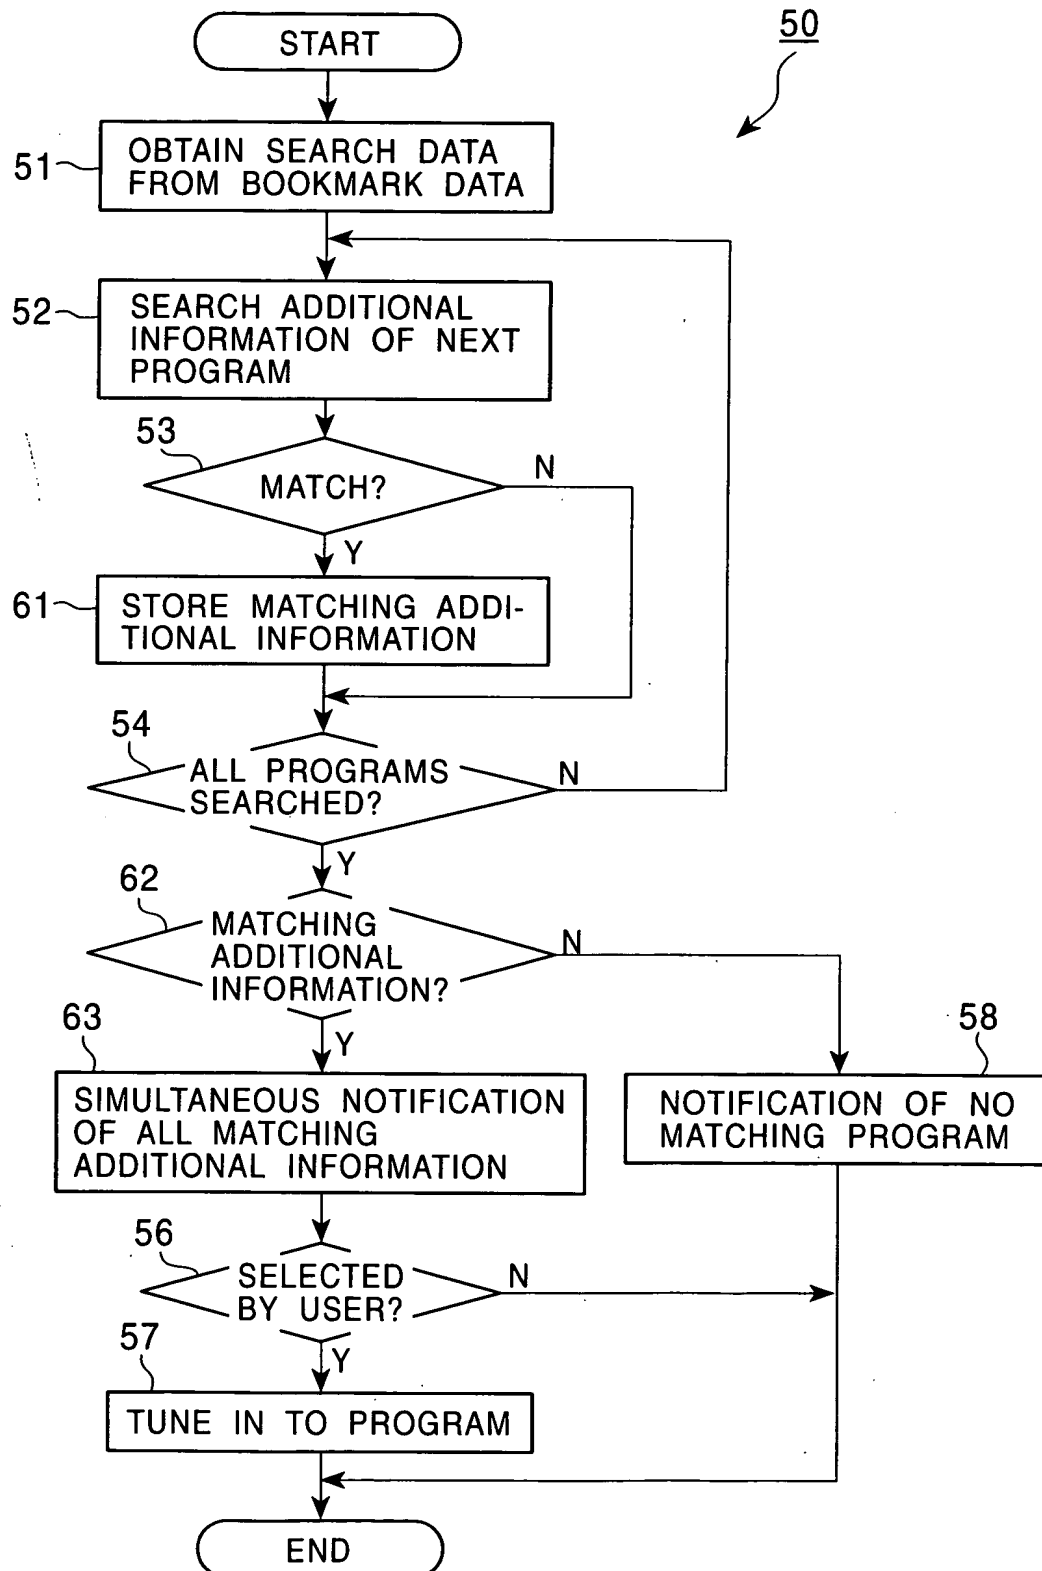 START
50
51
OBTAIN SEARCH DATA
FROM BOOKMARK DATA
52
SEARCH ADDITIONAL
INFORMATION OF NEXT
PROGRAM
53
MATCH?
N
Y
61
STORE MATCHING ADDI-
TIONAL INFORMATION
54
ALL PROGRAMS
SEARCHED?
N
Y
62
MATCHING
ADDITIONAL
INFORMATION?
N
Y
63
SIMULTANEOUS NOTIFICATION
OF ALL MATCHING
ADDITIONAL INFORMATION
58
NOTIFICATION OF NO
MATCHING PROGRAM
56
SELECTED
BY USER?
N
Y
57
TUNE IN TO PROGRAM
END